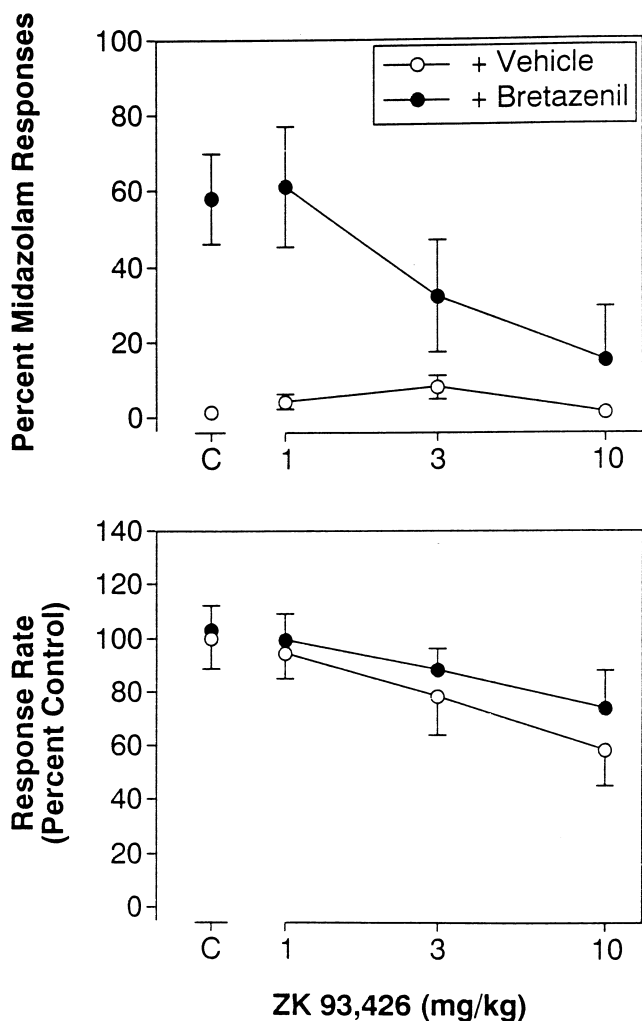 Percent Midazolam Responses
100
80
60
40
20
0
+ Vehicle
+ Bretazenil
C 1 3 10
Response Rate
(Percent Control)
140
120
100
80
60
40
20
0
C 1 3 10
ZK 93,426 (mg/kg)